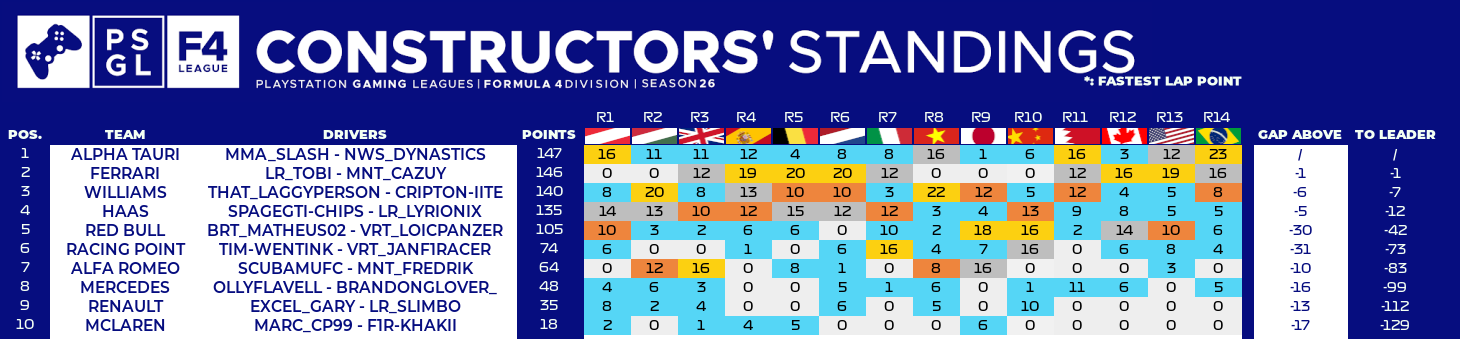 PS
GL
F4
LEAGUE
CONSTRUCTORS' STANDINGS
PLAYSTATION GAMING LEAGUES | FORMULA 4 DIVISION | SEASON 26
*: FASTEST LAP POINT
R1 R2 R3 R4 R5 R6 R7 R8 R9 R10 R11 R12 R13 R14
POS. TEAM DRIVERS POINTS GAP ABOVE TO LEADER
1 ALPHA TAURI MMA_SLASH - NWS_DYNASTICS 147 16 11 11 12 4 8 8 16 1 6 16 3 12 23 / /
2 FERRARI LR_TOBI - MNT_CAZUY 146 0 0 12 19 20 20 12 0 0 0 12 16 19 16 -1 -1
3 WILLIAMS THAT_LAGGYPERSON - CRIPTON-IITE 140 8 20 8 13 10 10 3 22 12 5 12 4 5 8 -6 -7
4 HAAS SPAGEGTI-CHIPS - LR_LYRIONIX 135 14 13 10 12 15 12 12 3 4 13 9 8 5 5 -5 -12
5 RED BULL BRT_MATHEUS02 - VRT_LOICPANZER 105 10 3 2 6 6 0 10 2 18 16 2 14 10 6 -30 -42
6 RACING POINT TIM-WENTINK - VRT_JANF1RACER 74 6 0 0 1 0 7 16 4 7 16 0 6 8 4 -31 -73
7 ALFA ROMEO SCUBAMUFC - MNT_FREDRIK 64 0 12 16 0 8 1 0 8 16 0 0 0 3 0 -10 -83
8 MERCEDES OLLYFLAVELL - BRANDONGLOVER_ 48 4 6 3 0 0 5 1 6 0 1 11 6 0 5 -16 -99
9 RENAULT EXCEL_GARY - LR_SLIMBO 35 8 2 4 0 0 6 0 5 0 10 0 0 0 0 -13 -112
10 MCLAREN MARC_CP99 - F1R-KHAKII 18 2 0 1 4 5 0 0 0 6 0 0 0 0 0 -17 -129